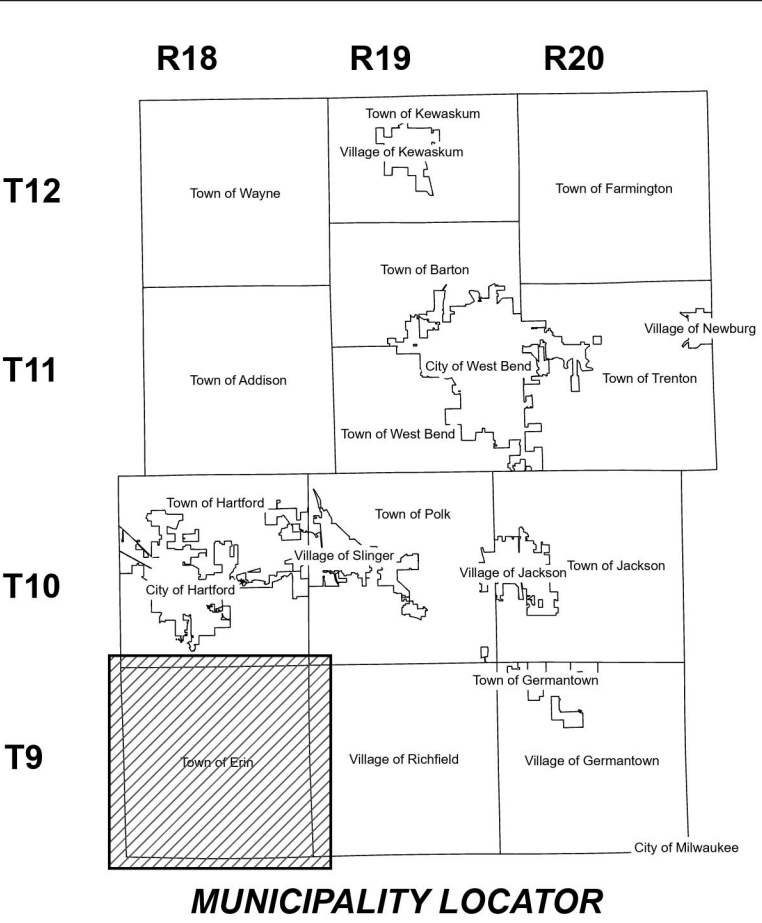 R18 R19 R20
Town of Kewaskum
Village of Kewaskum
T12
Town of Wayne
Town of Farmington
Town of Barton
Village of Newburg
T11
City of West Bend
Town of Addison
Town of Trenton
Town of West Bend
Town of Hartford
Town of Polk
Village of Slinger
T10
Village of Jackson
Town of Jackson
City of Hartford
Town of Germantown
T9
Town of Erin
Village of Richfield
Village of Germantown
City of Milwaukee
MUNICIPALITY LOCATOR